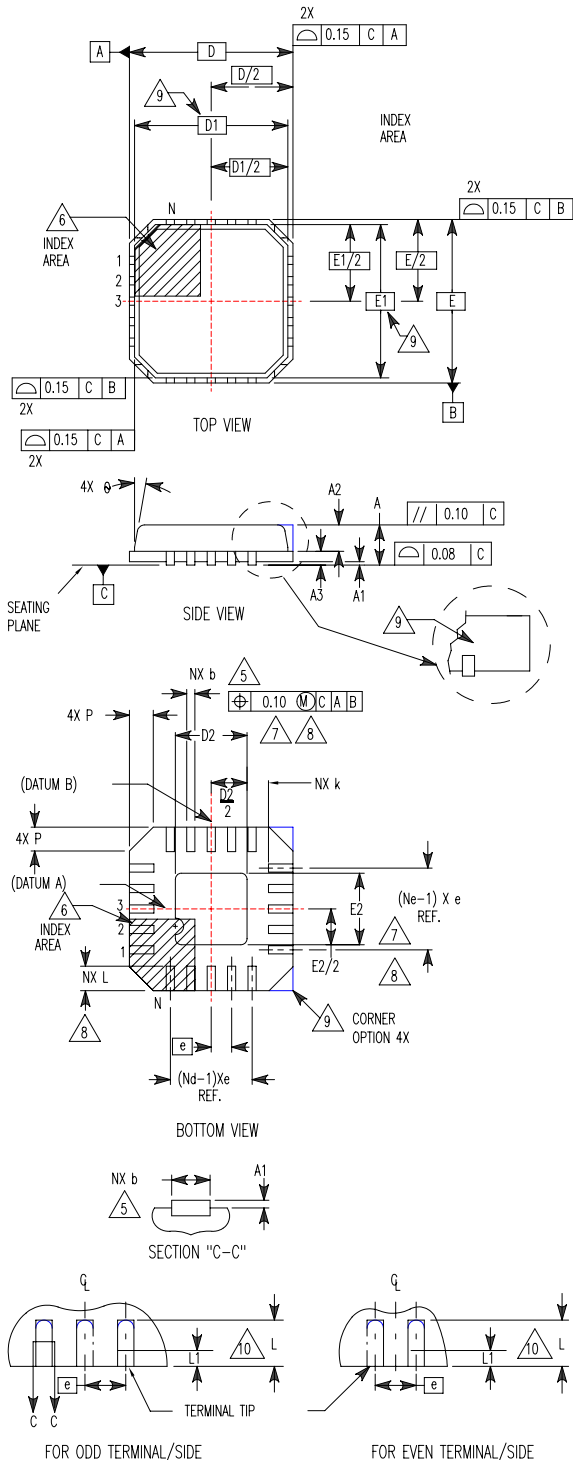 2X
0.15 C A
A
D
D/2
9
D1
INDEX
AREA
D1/2
2X
0.15 C B
6
N
INDEX
AREA
1
2
3
E1/2
E/2
E1
E
9
0.15 C B
2X
B
0.15 C A
2X
TOP VIEW
4X θ
A2
A
// 0.10 C
0.08 C
C
A3
A1
SEATING
PLANE
SIDE VIEW
9
NX b
5
4X P
0.10 M C A B
D2
7
8
(DATUM B)
D2
2
NX k
4X P
(DATUM A)
6
INDEX
AREA
3
2
1
E2
(Ne-1) X e
REF.
7
E2/2
NX L
8
8
N
9
CORNER
OPTION 4X
e
(Nd-1)Xe
REF.
BOTTOM VIEW
NX b
A1
5
SECTION "C-C"
CL
CL
10
L
L1
10
L
L1
e
e
TERMINAL TIP
C C
FOR ODD TERMINAL/SIDE
FOR EVEN TERMINAL/SIDE